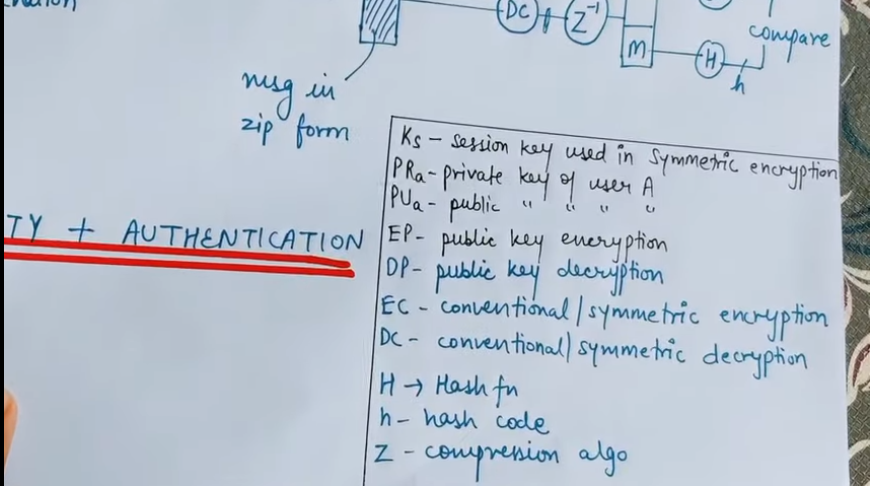 DC
Z⁻¹
M
H
compare
h
msg in
zip form
TY + AUTHENTICATION
Ks - session key used in symmetric encryption
PRa - private key of user A
PUa - public " " " "
EP - public key encryption
DP - public key decryption
EC - conventional/symmetric encryption
DC - conventional/symmetric decryption
H → Hash fn
h - hash code
Z - compression algo